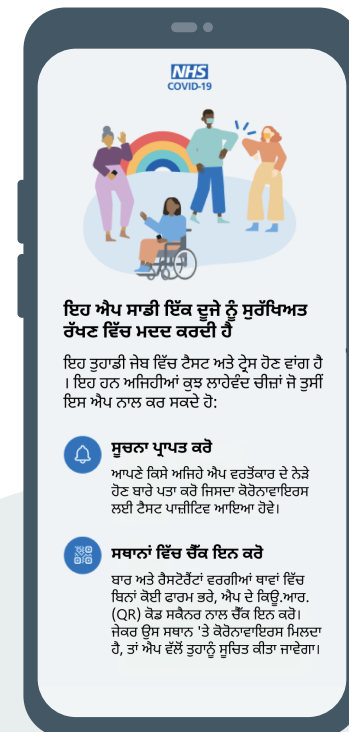 NHS
COVID-19
ਇਹ ਐਪ ਸਾਡੀ ਇੱਕ ਦੂਜੇ ਨੂੰ ਸੁਰੱਖਿਅਤ
ਰੱਖਣ ਵਿੱਚ ਮਦਦ ਕਰਦੀ ਹੈ
ਇਹ ਤੁਹਾਡੀ ਜੇਬ ਵਿੱਚ ਟੈਸਟ ਅਤੇ ਟ੍ਰੇਸ ਹੋਣ ਵਾਂਗ ਹੈ
। ਇਹ ਹਨ ਅਜਿਹੀਆਂ ਕੁਝ ਲਾਹੇਵੰਦ ਚੀਜ਼ਾਂ ਜੋ ਤੁਸੀਂ
ਇਸ ਐਪ ਨਾਲ ਕਰ ਸਕਦੇ ਹੋ:
ਸੂਚਨਾ ਪ੍ਰਾਪਤ ਕਰੋ
ਆਪਣੇ ਕਿਸੇ ਅਜਿਹੇ ਐਪ ਵਰਤੋਂਕਾਰ ਦੇ ਨੇੜੇ
ਹੋਣ ਬਾਰੇ ਪਤਾ ਕਰੋ ਜਿਸਦਾ ਕੋਰੋਨਾਵਾਇਰਸ
ਲਈ ਟੈਸਟ ਪਾਜ਼ੀਟਿਵ ਆਇਆ ਹੋਵੇ।
ਸਥਾਨਾਂ ਵਿੱਚ ਚੈੱਕ ਇਨ ਕਰੋ
ਬਾਰ ਅਤੇ ਰੈਸਟੋਰੈਂਟਾਂ ਵਰਗੀਆਂ ਥਾਵਾਂ ਵਿੱਚ
ਬਿਨਾਂ ਕੋਈ ਫਾਰਮ ਭਰੇ, ਐਪ ਦੇ ਕਿਊ.ਆਰ.
(QR) ਕੋਡ ਸਕੈਨਰ ਨਾਲ ਚੈੱਕ ਇਨ ਕਰੋ।
ਜੇਕਰ ਉਸ ਸਥਾਨ 'ਤੇ ਕੋਰੋਨਾਵਾਇਰਸ ਮਿਲਦਾ
ਹੈ, ਤਾਂ ਐਪ ਵੱਲੋਂ ਤੁਹਾਨੂੰ ਸੂਚਿਤ ਕੀਤਾ ਜਾਵੇਗਾ।